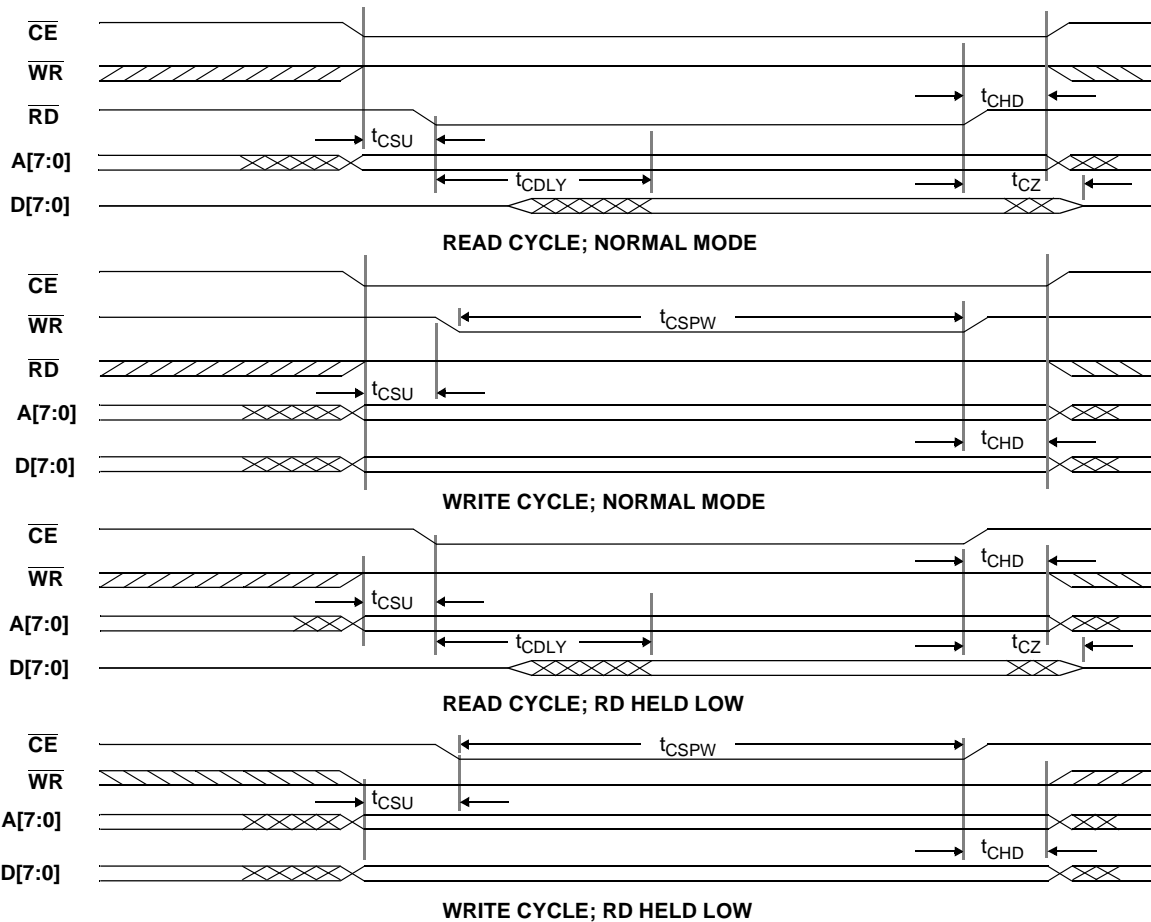 CE
WR
tCHD
RD
tCSU
A[7:0]
tCDLY
tCZ
D[7:0]
READ CYCLE; NORMAL MODE
CE
WR
tCSPW
RD
tCSU
A[7:0]
tCHD
D[7:0]
WRITE CYCLE; NORMAL MODE
CE
tCHD
WR
tCSU
A[7:0]
tCDLY
tCZ
D[7:0]
READ CYCLE; RD HELD LOW
CE
tCSPW
WR
tCSU
A[7:0]
tCHD
D[7:0]
WRITE CYCLE; RD HELD LOW